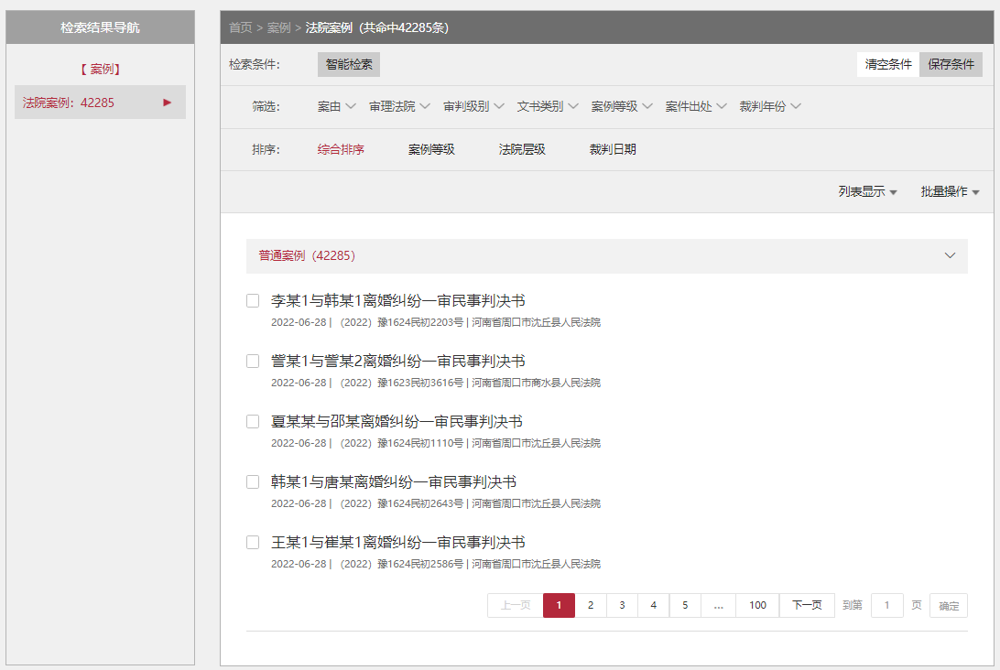 检索结果导航
【 案例】
法院案例：42285
首页 > 案例 > 法院案例（共命中42285条）
检索条件： 智能检索 清空条件 保存条件
筛选： 案由 审理法院 审判级别 文书类别 案例等级 案件出处 裁判年份
排序： 综合排序 案例等级 法院层级 裁判日期
列表显示 批量操作
普通案例（42285）
李某1与韩某1离婚纠纷一审民事判决书
2022-06-28 | （2022）豫1624民初2203号 | 河南省周口市沈丘县人民法院
訾某1与訾某2离婚纠纷一审民事判决书
2022-06-28 | （2022）豫1623民初3616号 | 河南省周口市商水县人民法院
夏某某与邵某离婚纠纷一审民事判决书
2022-06-28 | （2022）豫1624民初1110号 | 河南省周口市沈丘县人民法院
韩某1与唐某离婚纠纷一审民事判决书
2022-06-28 | （2022）豫1624民初2643号 | 河南省周口市沈丘县人民法院
王某1与崔某1离婚纠纷一审民事判决书
2022-06-28 | （2022）豫1624民初2586号 | 河南省周口市沈丘县人民法院
上一页 1 2 3 4 5 ... 100 下一页 到第 1 页 确定